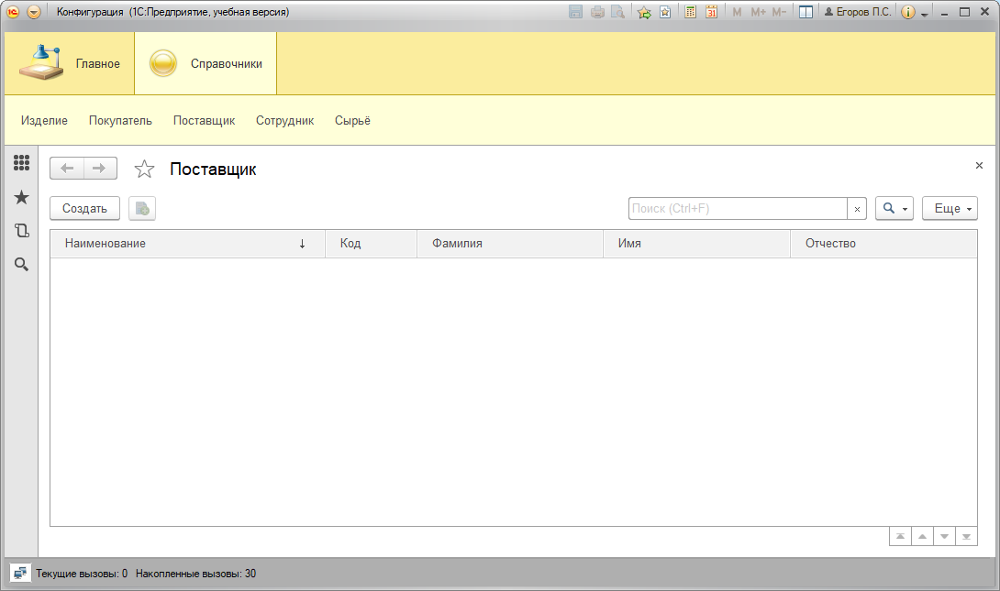 Конфигурация (1С:Предприятие, учебная версия) 31 M M+ M- Егоров П.С.
Главное Справочники
Изделие Покупатель Поставщик Сотрудник Сырьё
Поставщик
Создать Поиск (Ctrl+F) Еще
Наименование ↓ Код Фамилия Имя Отчество
Текущие вызовы: 0 Накопленные вызовы: 30